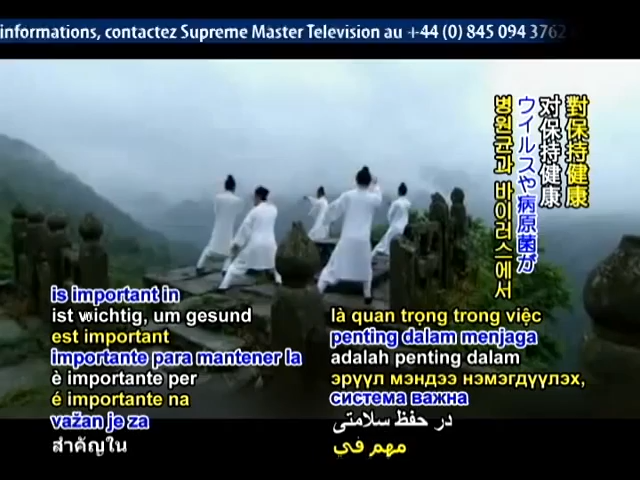 informations, contactez Supreme Master Television au +44 (0) 845 094 3762
對保持健康
对保持健康
ウイルスや病原菌が
병원균과 바이러스에서
is important in
ist wichtig, um gesund
est important
importante para mantener la
è importante per
é importante na
važan je za
สำคัญใน
là quan trọng trong việc
penting dalam menjaga
adalah penting dalam
эрүүл мэндээ нэмэгдүүлэх,
система важна
در حفظ سلامتی
مهم في